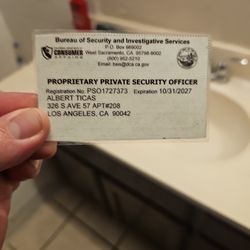 Bureau of Security and Investigative Services
P.O. Box 989002
West Sacramento, CA 95798-9002
(800) 952-5210
Email: bsis@dca.ca.gov
CONSUMER
AFFAIRS
PROPRIETARY PRIVATE SECURITY OFFICER
Registration No. PSO1727373 Expiration 10/31/2027
ALBERT TICAS
326 S AVE 57 APT#208
LOS ANGELES, CA 90042